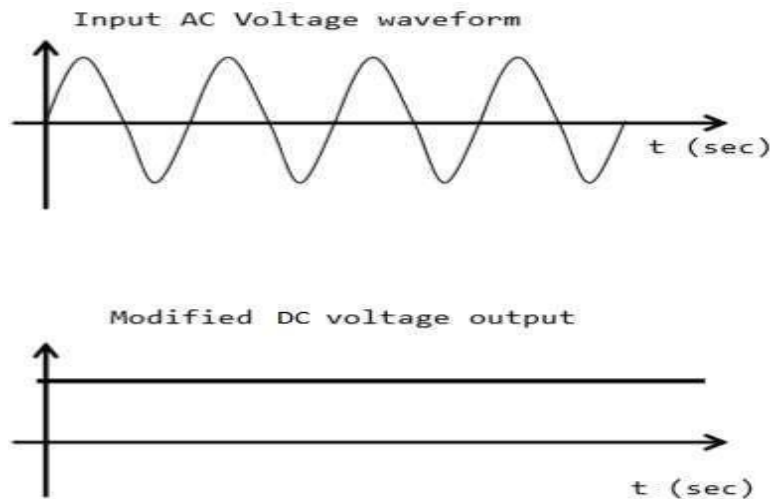 Input AC Voltage waveform
t (sec)
Modified DC voltage output
t (sec)